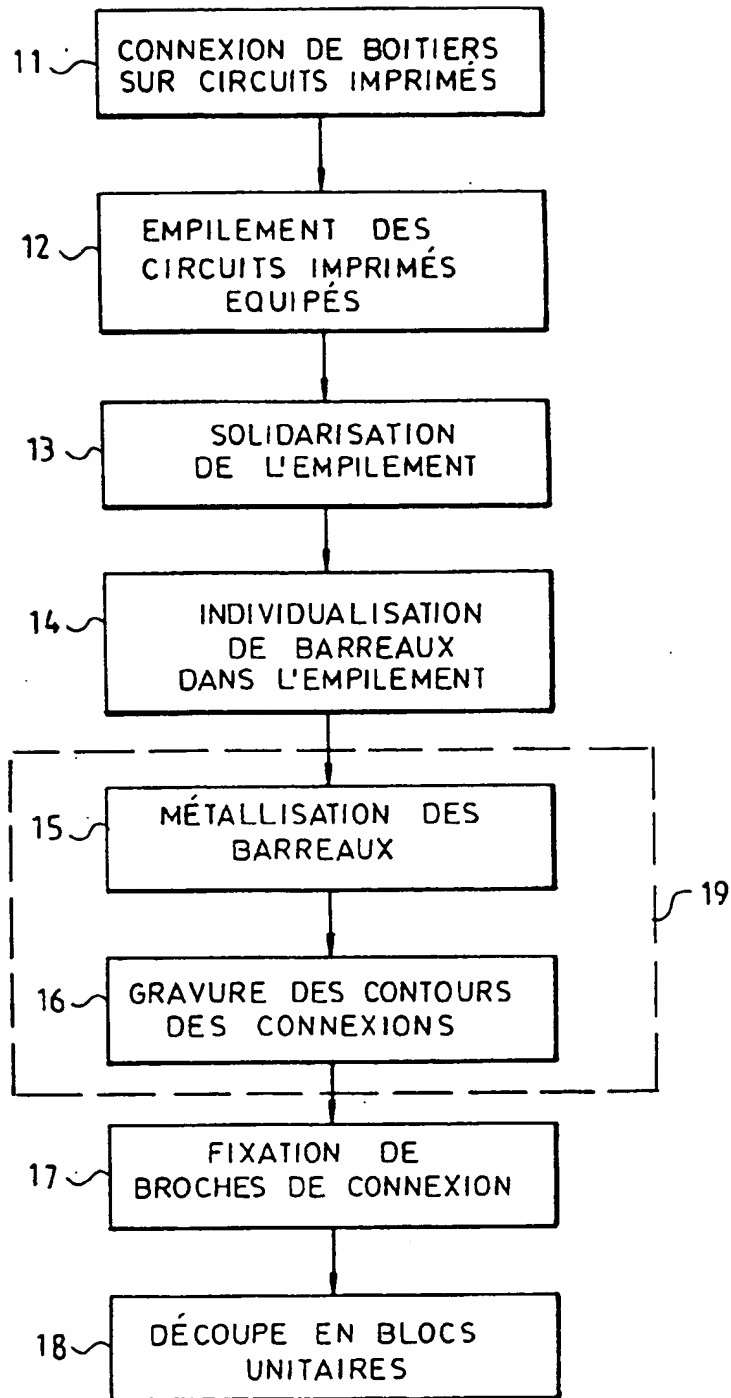 11
CONNEXION DE BOITIERS
SUR CIRCUITS IMPRIMÉS
12
EMPILEMENT DES
CIRCUITS IMPRIMÉS
EQUIPÉS
13
SOLIDARISATION
DE L'EMPILEMENT
14
INDIVIDUALISATION
DE BARREAUX
DANS L'EMPILEMENT
15
MÉTALLISATION DES
BARREAUX
19
16
GRAVURE DES CONTOURS
DES CONNEXIONS
17
FIXATION DE
BROCHES DE CONNEXION
18
DÉCOUPE EN BLOCS
UNITAIRES